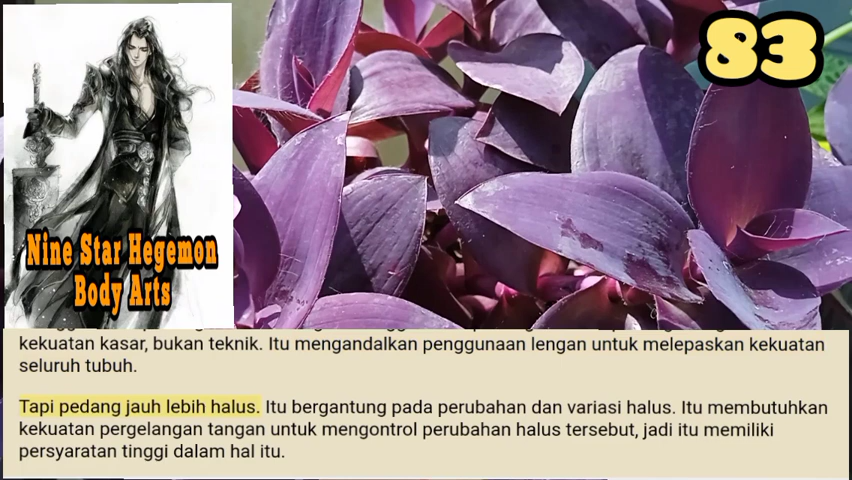 83
Nine Star Hegemon
Body Arts
kekuatan kasar, bukan teknik. Itu mengandalkan penggunaan lengan untuk melepaskan kekuatan
seluruh tubuh.
Tapi pedang jauh lebih halus. Itu bergantung pada perubahan dan variasi halus. Itu membutuhkan
kekuatan pergelangan tangan untuk mengontrol perubahan halus tersebut, jadi itu memiliki
persyaratan tinggi dalam hal itu.